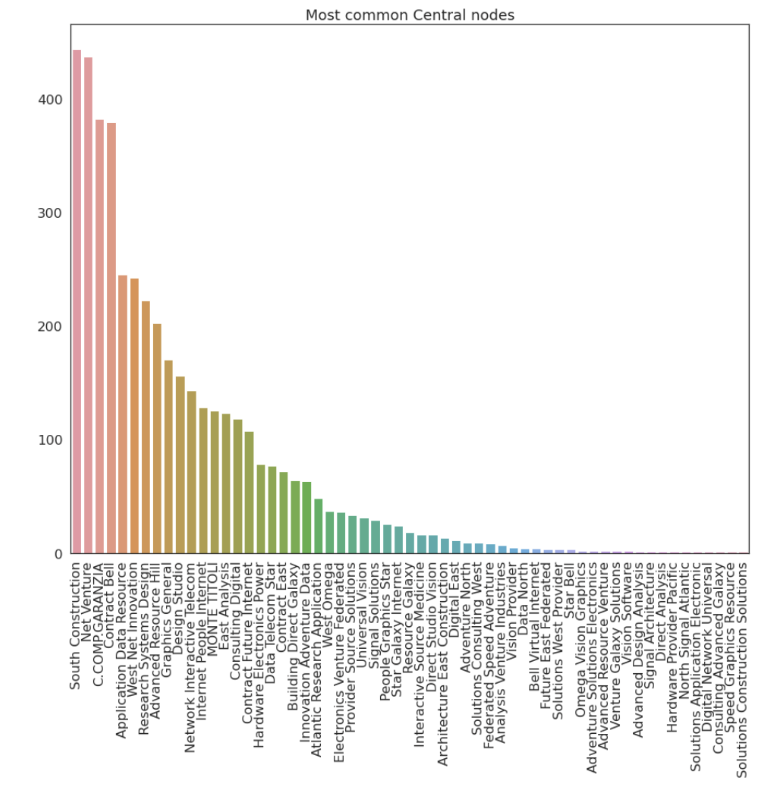 Most common Central nodes
400
300
200
100
0
South Construction
Net Venture
C.COMP.GARANZIA
Contract Bell
Application Data Resource
West Net Innovation
Research Systems Design
Advanced Resource Hill
Graphics General
Design Studio
Network Interactive Telecom
Internet People Internet
MONTE TITOLI
East Analysis
Consulting Digital
Contract Future Internet
Hardware Electronics Power
Data Telecom Star
Contract East
Building Direct Galaxy
Innovation Adventure Data
Atlantic Research Application
West Omega
Electronics Venture Federated
Provider Source Solutions
Universal Vision
Signal Solutions
People Graphics Star
Star Galaxy Internet
Resource Galaxy
Interactive Source Medicine
Direct Studio Vision
Architecture East Construction
Digital East
Adventure North
Solutions Consulting West
Federated Speed Adventure
Analysis Venture Industries
Vision Provider
Data North
Bell Virtual Internet
Future East Federated
Solutions West Provider
Star Bell
Omega Vision Graphics
Adventure Solutions Electronics
Advanced Resource Venture
Venture Galaxy Solutions
Vision Software
Advanced Design Analysis
Signal Architecture
Direct Analysis
Hardware Provider Pacific
North Signal Atlantic
Solutions Application Electronic
Digital Network Universal
Consulting Advanced Galaxy
Speed Graphics Resource
Solutions Construction Solutions